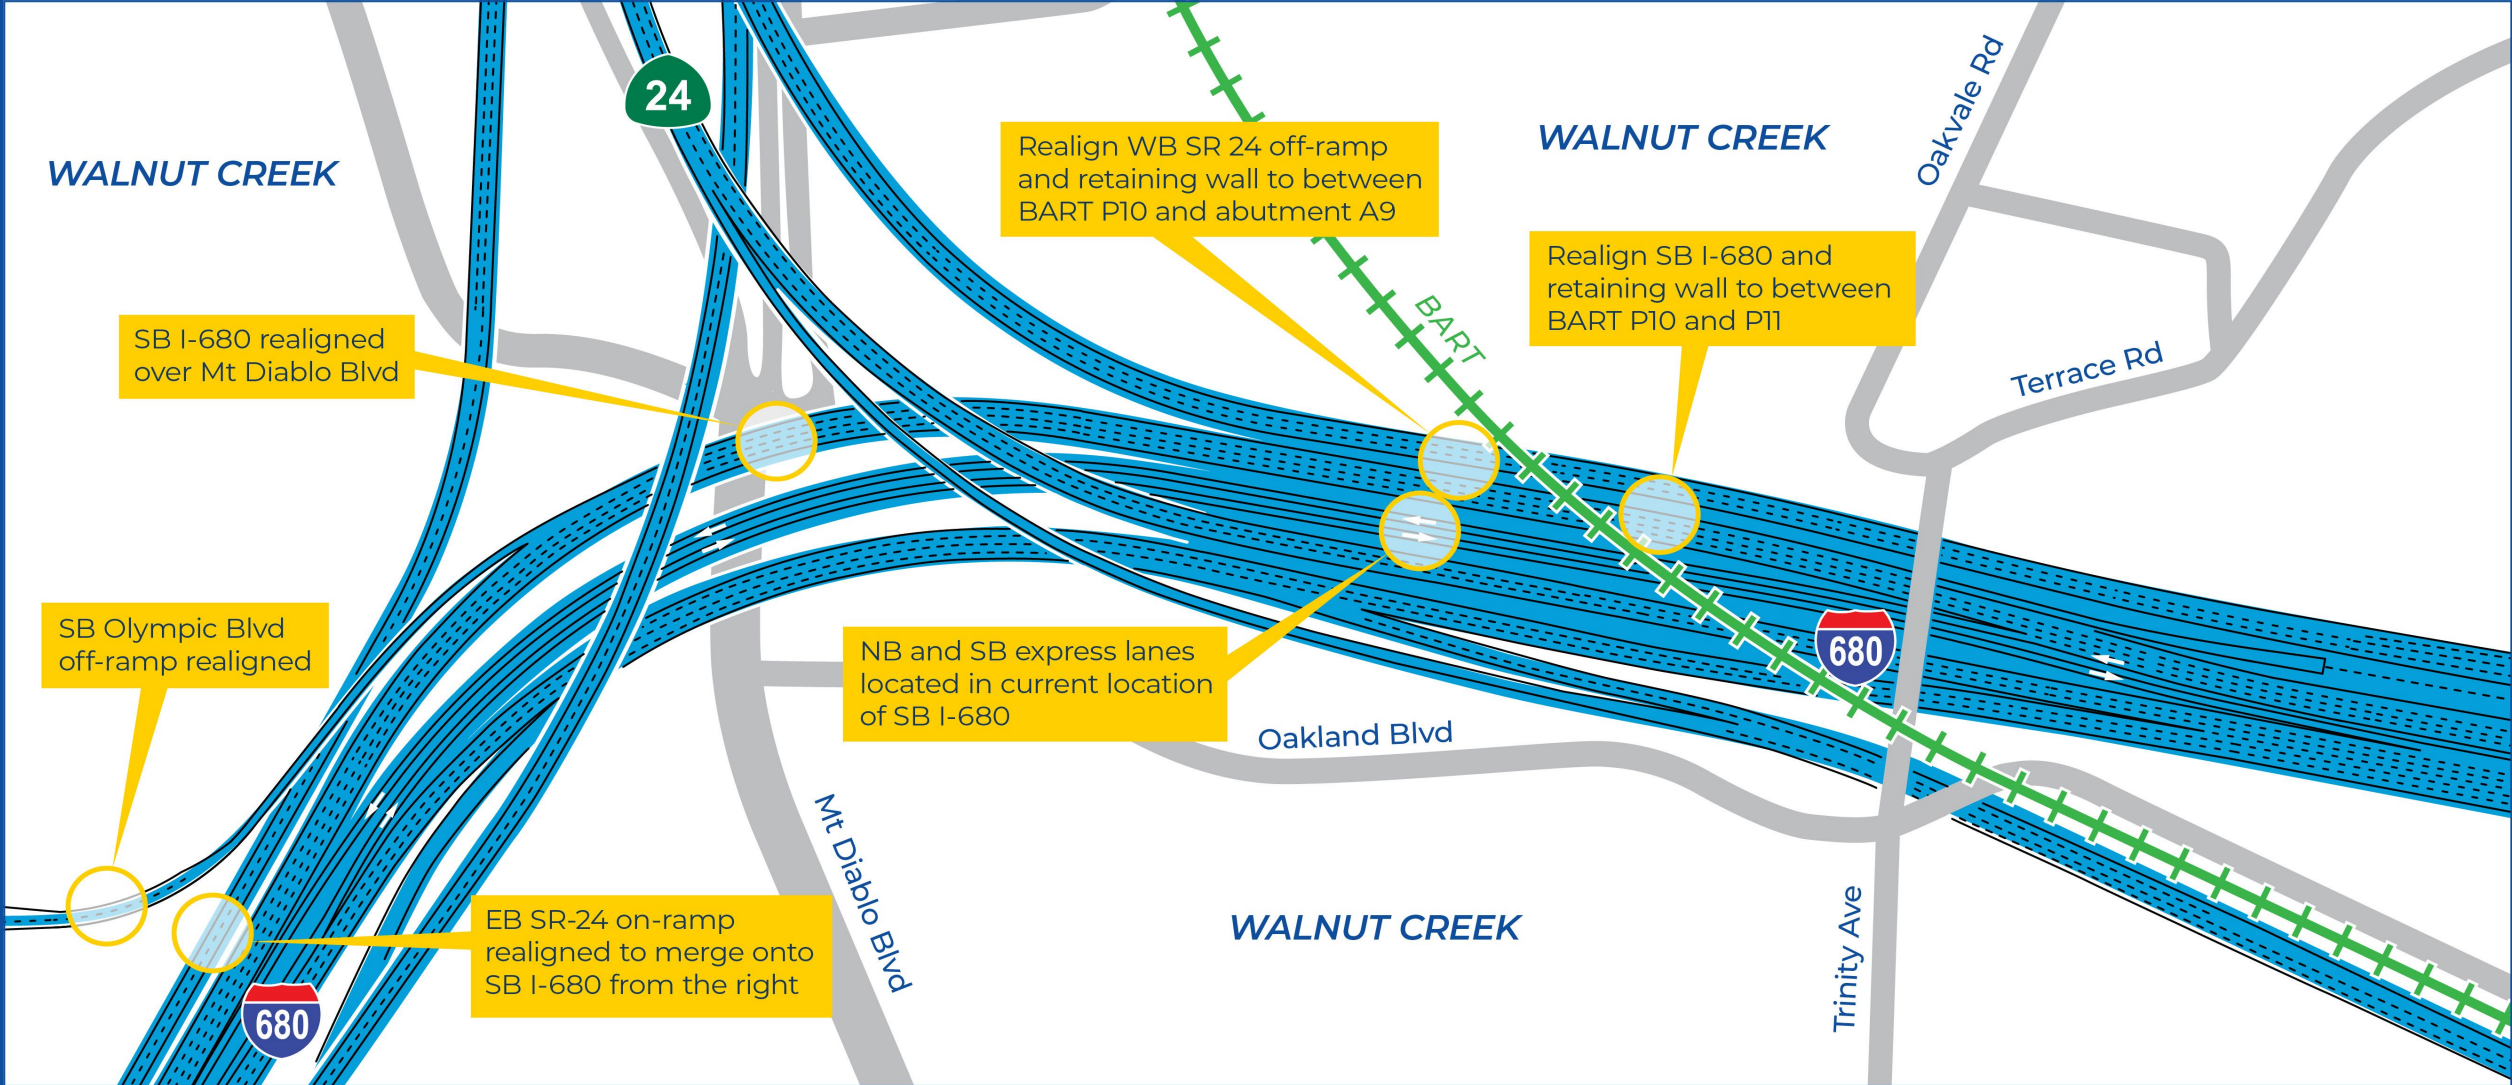 24
WALNUT CREEK
WALNUT CREEK
Oakvale Rd
Realign WB SR 24 off-ramp
and retaining wall to between
BART P10 and abutment A9
Realign SB I-680 and
retaining wall to between
BART P10 and P11
BART
SB I-680 realigned
over Mt Diablo Blvd
Terrace Rd
SB Olympic Blvd
off-ramp realigned
NB and SB express lanes
located in current location
of SB I-680
680
Oakland Blvd
Mt Diablo Blvd
EB SR-24 on-ramp
realigned to merge onto
SB I-680 from the right
WALNUT CREEK
Trinity Ave
680